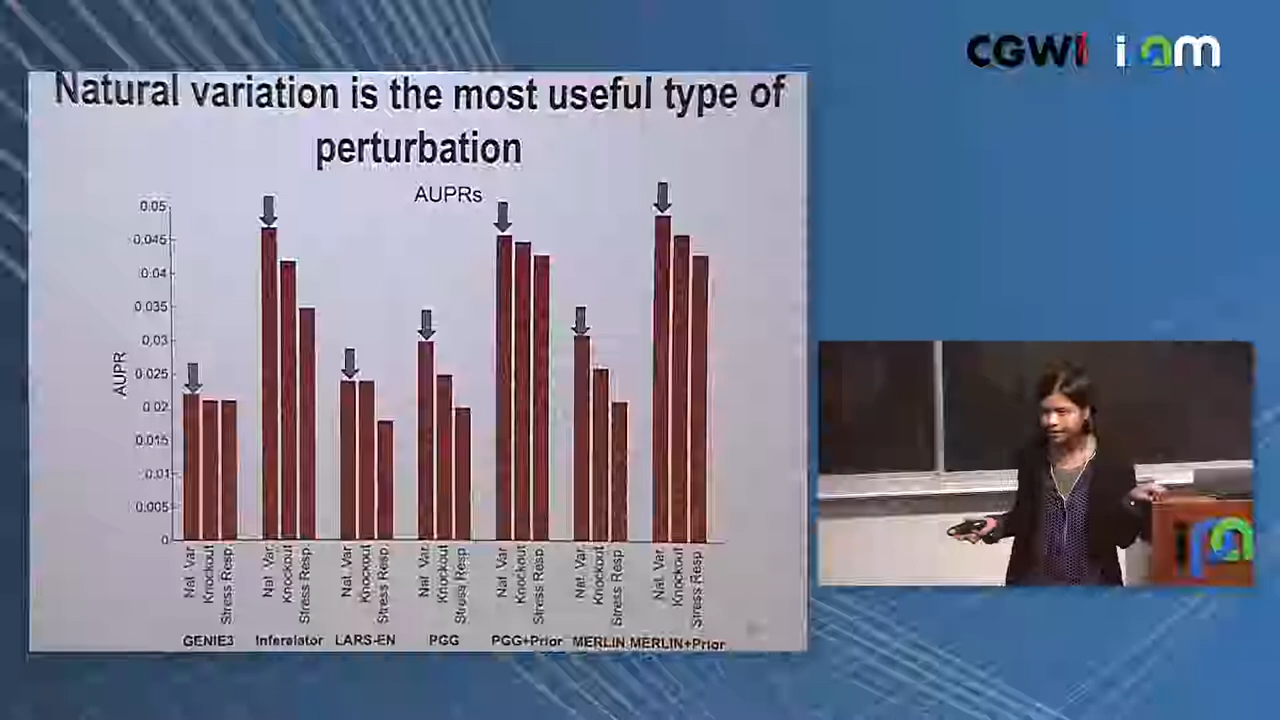 CGWI ipam
Natural variation is the most useful type of
perturbation
AUPRs
AUPR
0.05
0.045
0.04
0.035
0.03
0.025
0.02
0.015
0.01
0.005
0
Nat. Var.
Knockout
Stress Resp.
Nat. Var.
Knockout
Stress Resp.
Nat. Var.
Knockout
Stress Resp.
Nat. Var.
Knockout
Stress Resp.
Nat. Var.
Knockout
Stress Resp.
Nat. Var.
Knockout
Stress Resp.
Nat. Var.
Knockout
Stress Resp.
GENIE3 Inferelator LARS-EN PGG PGG+Prior MERLIN MERLIN+Prior